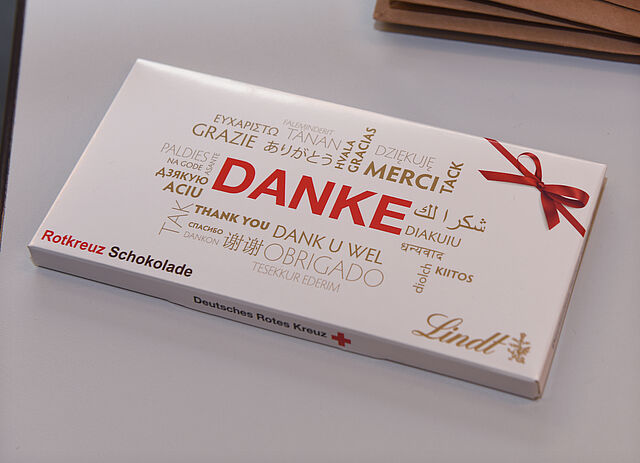 ΕΥΧΑΡΙΣΤΩ
FALEMINDERIT
GRAZIE
TANAN
ありがとう
HVALA
GRACIAS
DZIĘKUJĘ
PALDIES
NA GODE
ASANTE
ДЗЯКУЮ
ACIU
DANKE
MERCI
TACK
شكرا لك
TAK
THANK YOU
СПАСИБО
DANKON
谢谢
DANK U WEL
OBRIGADO
TESEKKUR EDERIM
DIAKUIU
धन्यवाद
diolch
KIITOS
Rotkreuz Schokolade
Lindt
Deutsches Rotes Kreuz